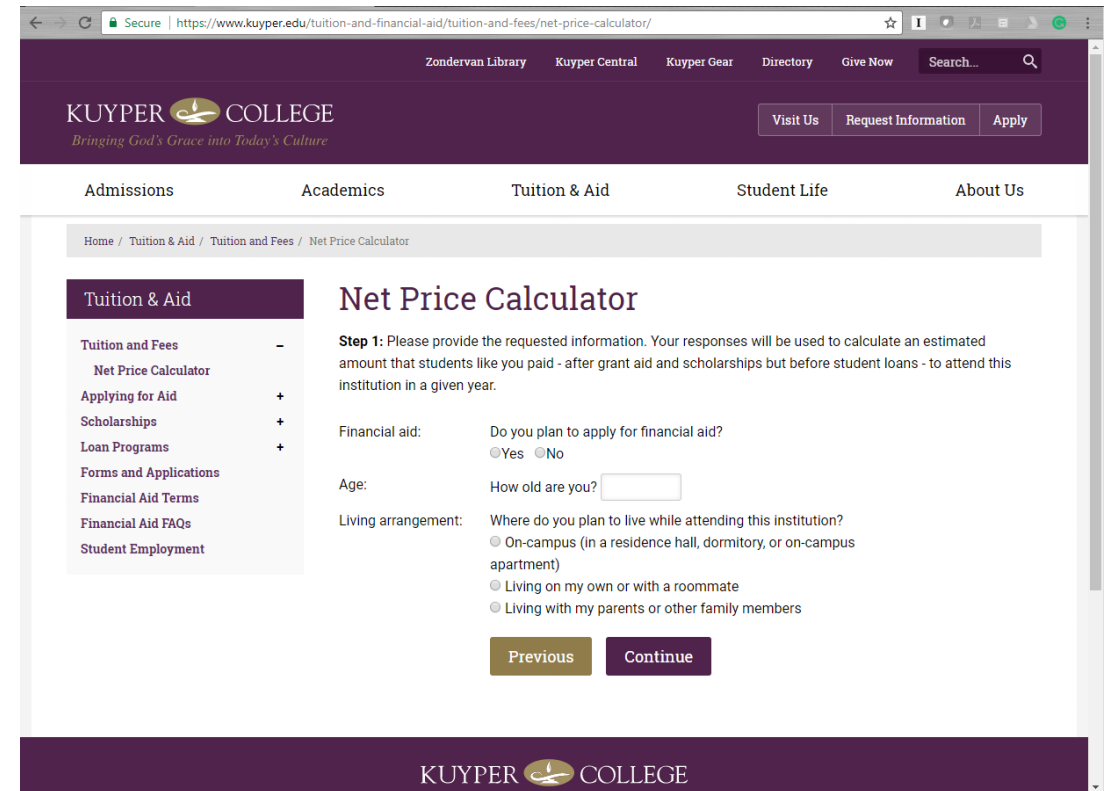 Secure | https://www.kuyper.edu/tuition-and-financial-aid/tuition-and-fees/net-price-calculator/
Zondervan Library Kuyper Central Kuyper Gear Directory Give Now Search...
KUYPER COLLEGE
Bringing God's Grace into Today's Culture
Visit Us Request Information Apply
Admissions Academics Tuition & Aid Student Life About Us
Home / Tuition & Aid / Tuition and Fees / Net Price Calculator
Tuition & Aid
Tuition and Fees –
Net Price Calculator
Applying for Aid +
Scholarships +
Loan Programs +
Forms and Applications
Financial Aid Terms
Financial Aid FAQs
Student Employment
Net Price Calculator
Step 1: Please provide the requested information. Your responses will be used to calculate an estimated
amount that students like you paid - after grant aid and scholarships but before student loans - to attend this
institution in a given year.
Financial aid: Do you plan to apply for financial aid?
Yes No
Age: How old are you?
Living arrangement: Where do you plan to live while attending this institution?
On-campus (in a residence hall, dormitory, or on-campus
apartment)
Living on my own or with a roommate
Living with my parents or other family members
Previous Continue
KUYPER COLLEGE